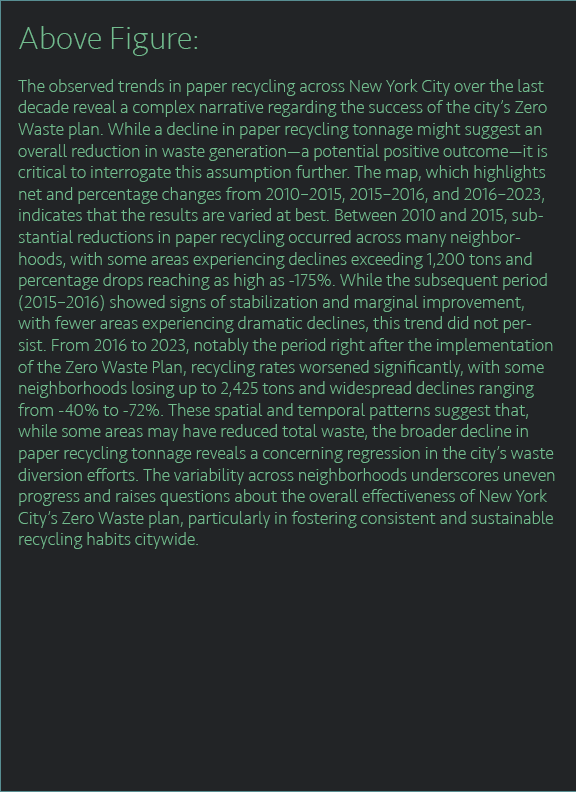 Above Figure:
The observed trends in paper recycling across New York City over the last
decade reveal a complex narrative regarding the success of the city's Zero
Waste plan. While a decline in paper recycling tonnage might suggest an
overall reduction in waste generation—a potential positive outcome—it is
critical to interrogate this assumption further. The map, which highlights
net and percentage changes from 2010–2015, 2015–2016, and 2016–2023,
indicates that the results are varied at best. Between 2010 and 2015, sub-
stantial reductions in paper recycling occurred across many neighbor-
hoods, with some areas experiencing declines exceeding 1,200 tons and
percentage drops reaching as high as -175%. While the subsequent period
(2015–2016) showed signs of stabilization and marginal improvement,
with fewer areas experiencing dramatic declines, this trend did not per-
sist. From 2016 to 2023, notably the period right after the implementation
of the Zero Waste Plan, recycling rates worsened significantly, with some
neighborhoods losing up to 2,425 tons and widespread declines ranging
from -40% to -72%. These spatial and temporal patterns suggest that,
while some areas may have reduced total waste, the broader decline in
paper recycling tonnage reveals a concerning regression in the city's waste
diversion efforts. The variability across neighborhoods underscores uneven
progress and raises questions about the overall effectiveness of New York
City's Zero Waste plan, particularly in fostering consistent and sustainable
recycling habits citywide.